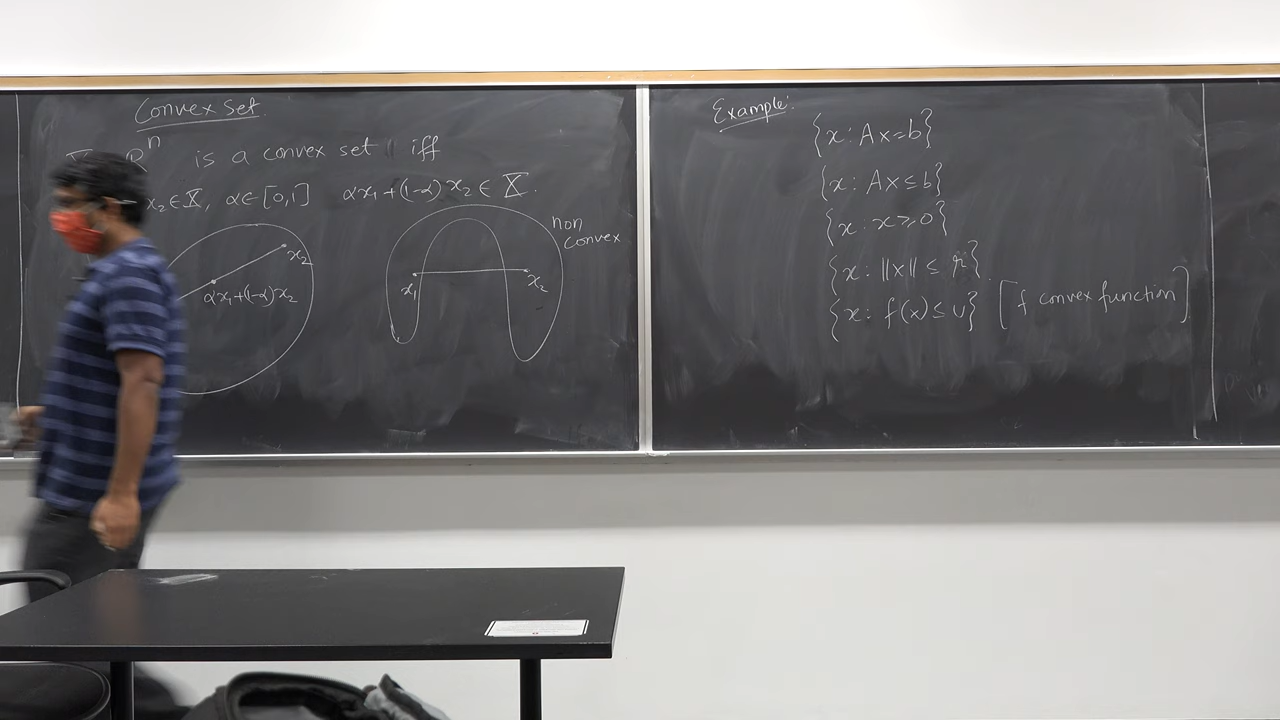 Convex set
ℝⁿ is a convex set iff
x₂ ∈ 𝕏, α ∈ [0,1] αx₁+(1-α)x₂ ∈ 𝕏.
x₂
αx₁+(1-α)x₂
non
convex
x₁
x₂
Example:
{x: Ax=b}
{x: Ax≤b}
{x: x≥0}
{x: ||x|| ≤ r}
{x: f(x) ≤ v} [f convex function]